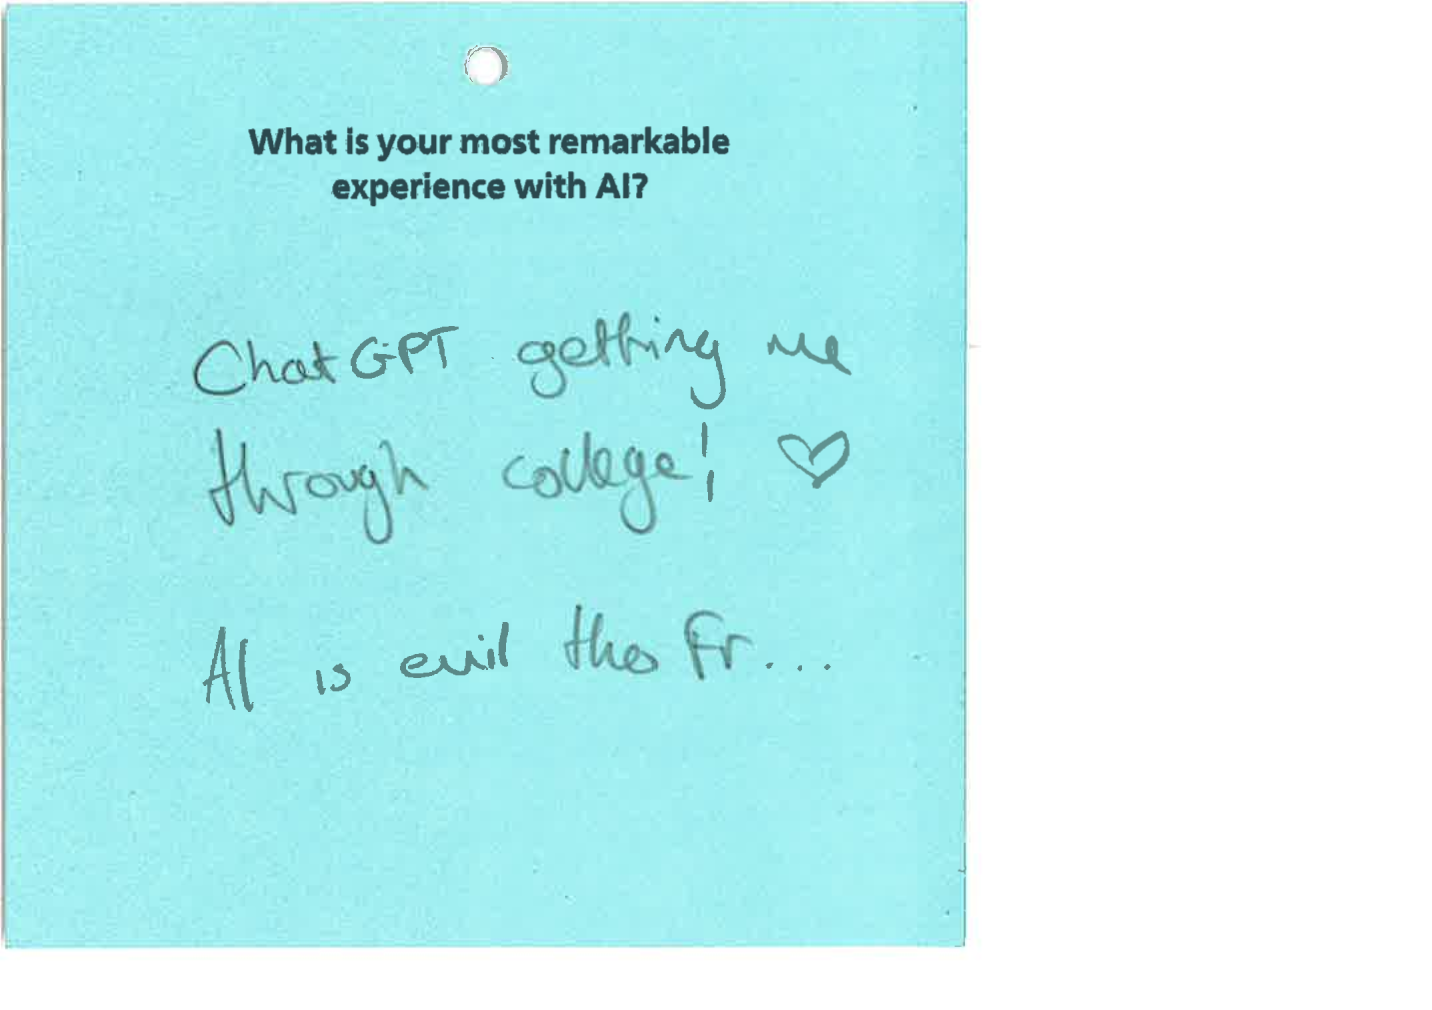 What is your most remarkable
experience with AI?
ChatGPT getting me
through college! ♡
AI is evil tho fr...